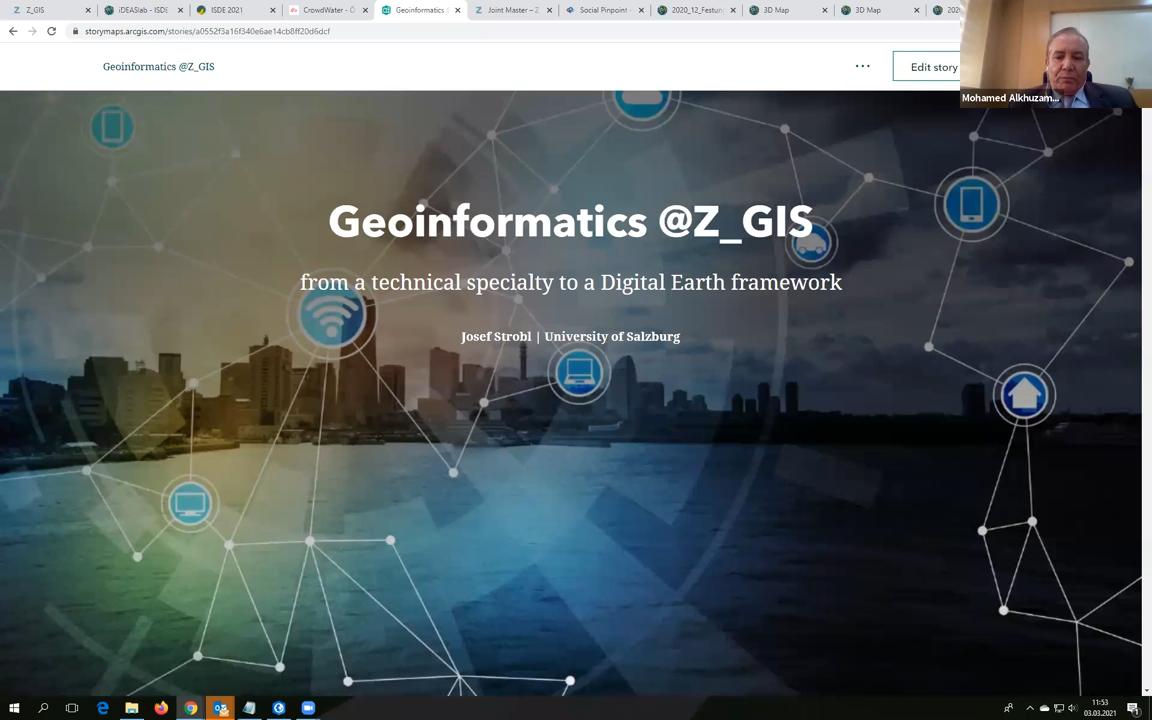 Z_GIS
iDEASlab - ISDE
ISDE 2021
CrowdWater - 
Geoinformatics
Joint Master – Z
Social Pinpoint
2020_12_Festun
3D Map
3D Map
storymaps.arcgis.com/stories/a0552f3a16f340e6ae14cb8ff20d6dcf
Geoinformatics @Z_GIS
Edit story
Mohamed Alkhuzam...
Geoinformatics @Z_GIS
from a technical specialty to a Digital Earth framework
Josef Strobl | University of Salzburg
11:53
03.03.2021